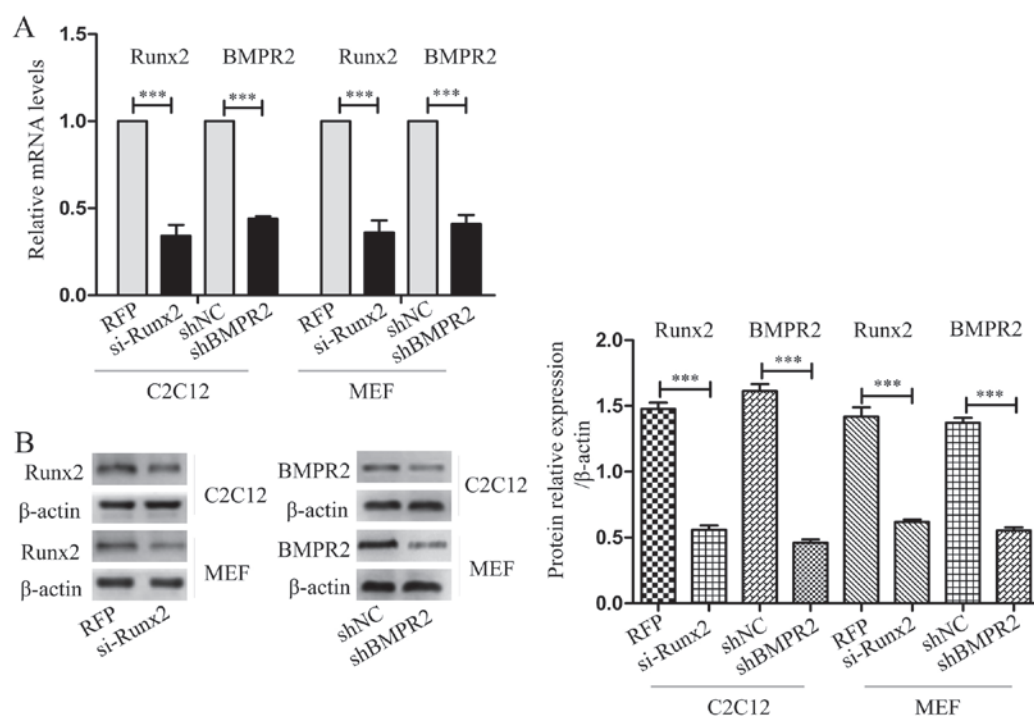 A
Relative mRNA levels
1.5
1.0
0.5
0.0
Runx2 BMPR2 Runx2 BMPR2
*** *** *** ***
RFP si-Runx2 shNC shBMPR2 RFP si-Runx2 shNC shBMPR2
C2C12 MEF
B
Runx2
β-actin
C2C12
Runx2
β-actin
MEF
RFP si-Runx2
BMPR2
β-actin
C2C12
BMPR2
β-actin
MEF
shNC shBMPR2
Protein relative expression
/β-actin
2.0
1.5
1.0
0.5
0.0
Runx2 BMPR2 Runx2 BMPR2
*** *** *** ***
RFP si-Runx2 shNC shBMPR2 RFP si-Runx2 shNC shBMPR2
C2C12 MEF